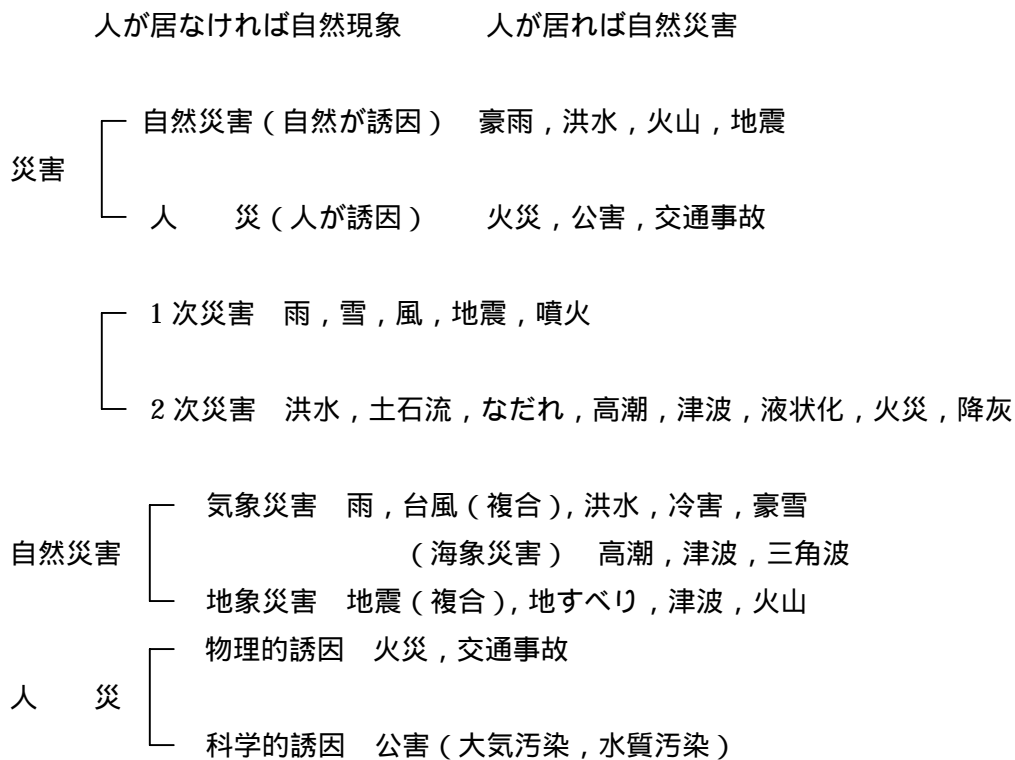 人が居なければ自然現象　　　人が居れば自然災害
自然災害（自然が誘因）　豪雨，洪水，火山，地震
災害
人　　災（人が誘因）　　火災，公害，交通事故
1次災害　雨，雪，風，地震，噴火
2次災害　洪水，土石流，なだれ，高潮，津波，液状化，火災，降灰
気象災害　雨，台風（複合），洪水，冷害，豪雪
自然災害　　　　　　　　　　（海象災害）　高潮，津波，三角波
地象災害　地震（複合），地すべり，津波，火山
物理的誘因　火災，交通事故
人　　災
科学的誘因　公害（大気汚染，水質汚染）